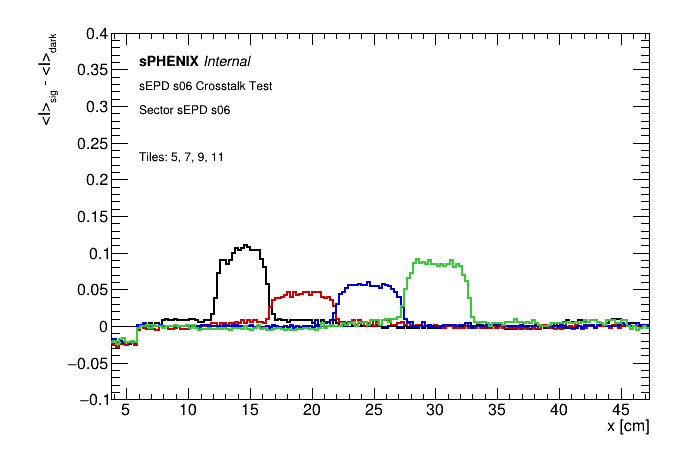 <I>sig - <I>dark
0.4
0.35
0.3
0.25
0.2
0.15
0.1
0.05
0
−0.05
−0.1
sPHENIX Internal
sEPD s06 Crosstalk Test
Sector sEPD s06
Tiles: 5, 7, 9, 11
5 10 15 20 25 30 35 40 45
x [cm]